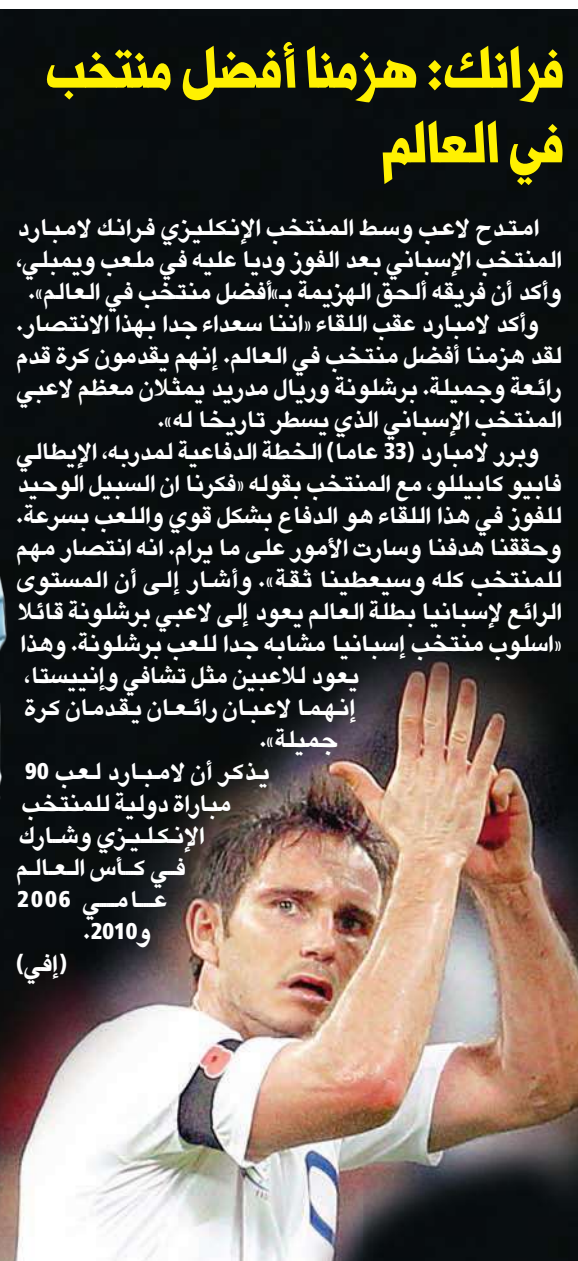 فرانك: هزمنا أفضل منتخب
في العالم
امتدح لاعب وسط المنتخب الإنكليزي فرانك لامبارد
المنتخب الإسباني بعد الفوز وديا عليه في ملعب ويمبلي،
وأكد أن فريقه ألحق الهزيمة بـ«أفضل منتخب في العالم».
وأكد لامبارد عقب اللقاء «اننا سعداء جدا بهذا الانتصار.
لقد هزمنا أفضل منتخب في العالم. إنهم يقدمون كرة قدم
رائعة وجميلة. برشلونة وريال مدريد يمثلان معظم لاعبي
المنتخب الإسباني الذي يسطر تاريخا له».
وبرر لامبارد (33 عاما) الخطة الدفاعية لمدربه، الإيطالي
فابيو كابيللو، مع المنتخب بقوله «فكرنا ان السبيل الوحيد
للفوز في هذا اللقاء هو الدفاع بشكل قوي واللعب بسرعة.
وحققنا هدفنا وسارت الأمور على ما يرام. انه انتصار مهم
للمنتخب كله وسيعطينا ثقة». وأشار إلى أن المستوى
الرائع لإسبانيا بطلة العالم يعود إلى لاعبي برشلونة قائلا
«اسلوب منتخب إسبانيا مشابه جدا للعب برشلونة. وهذا
يعود للاعبين مثل تشافي وإنييستا،
إنهما لاعبان رائعان يقدمان كرة
جميلة».
يذكر أن لامبارد لعب 90
مباراة دولية للمنتخب
الإنكليزي وشارك
في كأس العالم
عامي 2006
و2010.
(إفي)